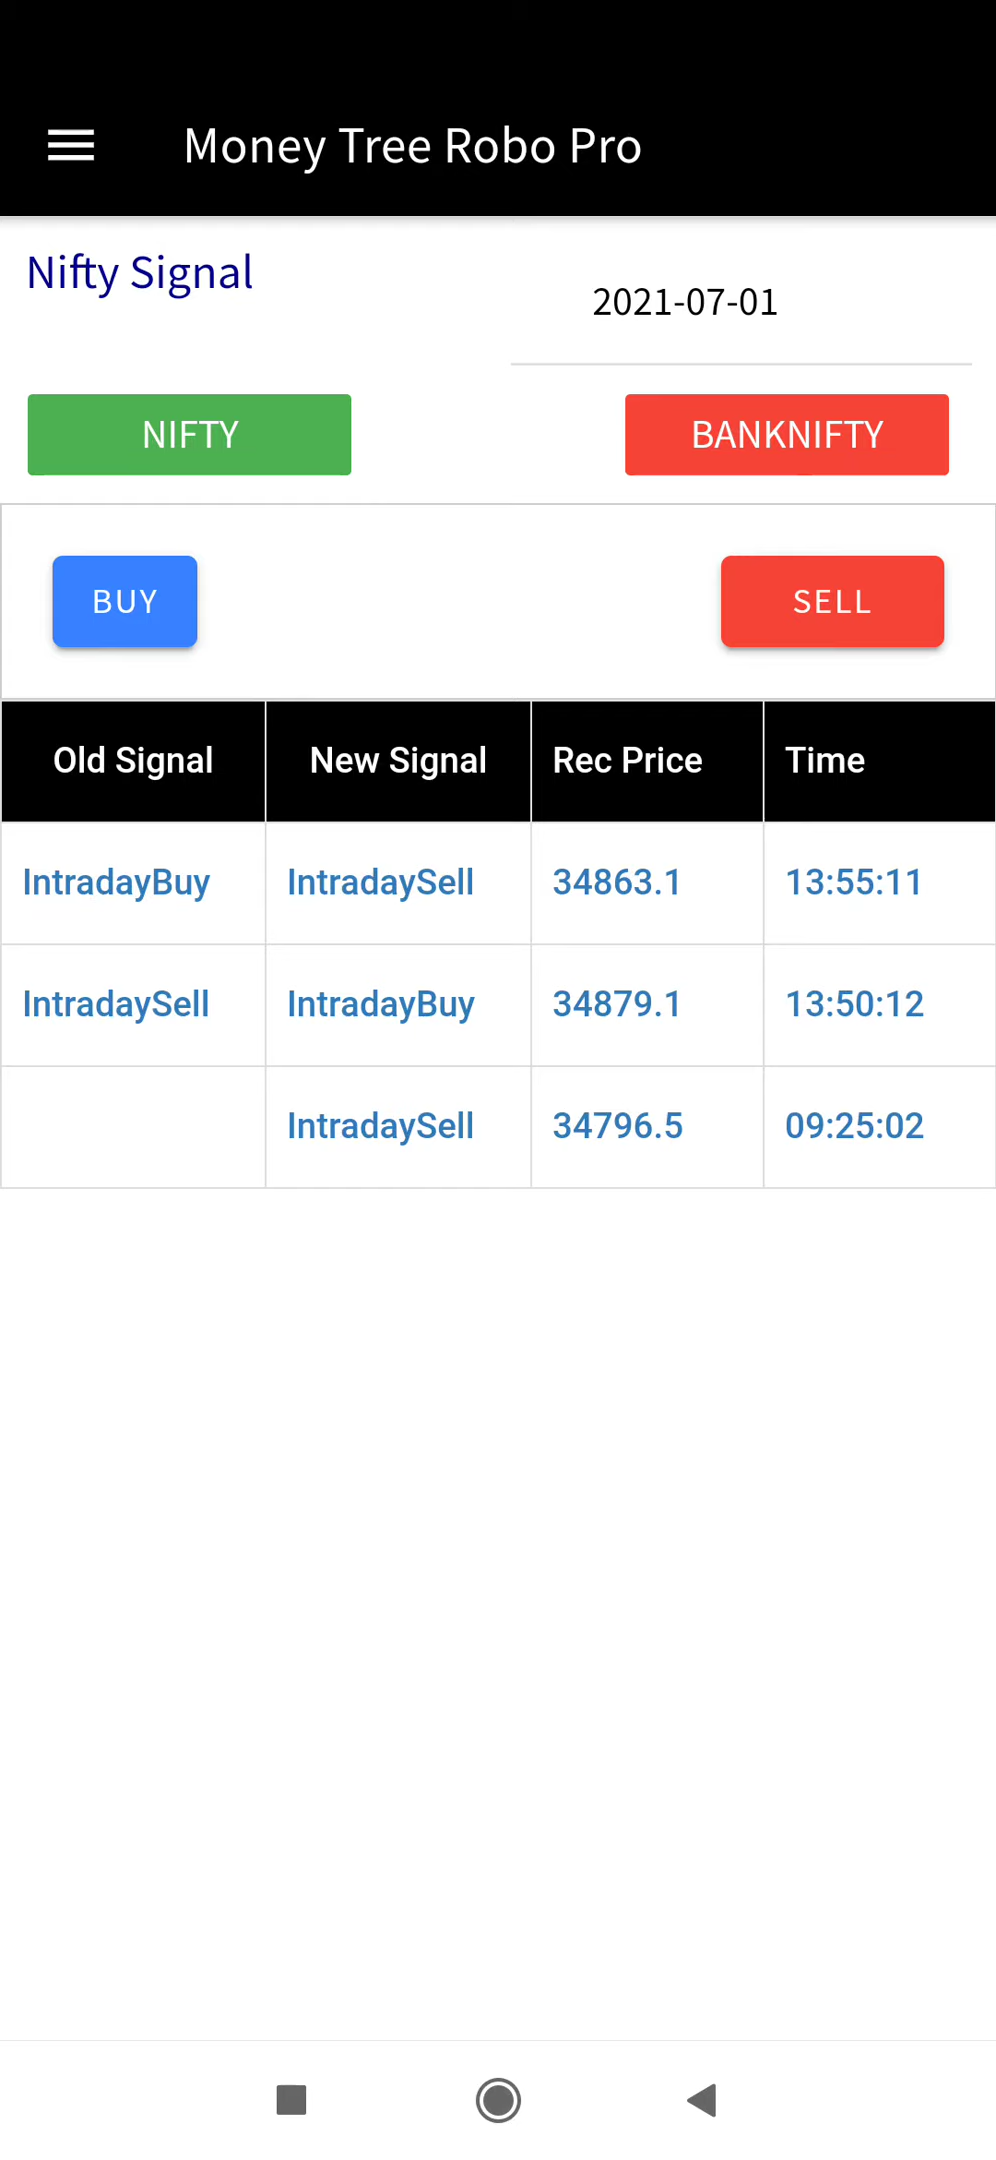 Money Tree Robo Pro
Nifty Signal
2021-07-01
NIFTY BANKNIFTY
BUY SELL
Old Signal New Signal Rec Price Time
IntradayBuy IntradaySell 34863.1 13:55:11
IntradaySell IntradayBuy 34879.1 13:50:12
IntradaySell 34796.5 09:25:02